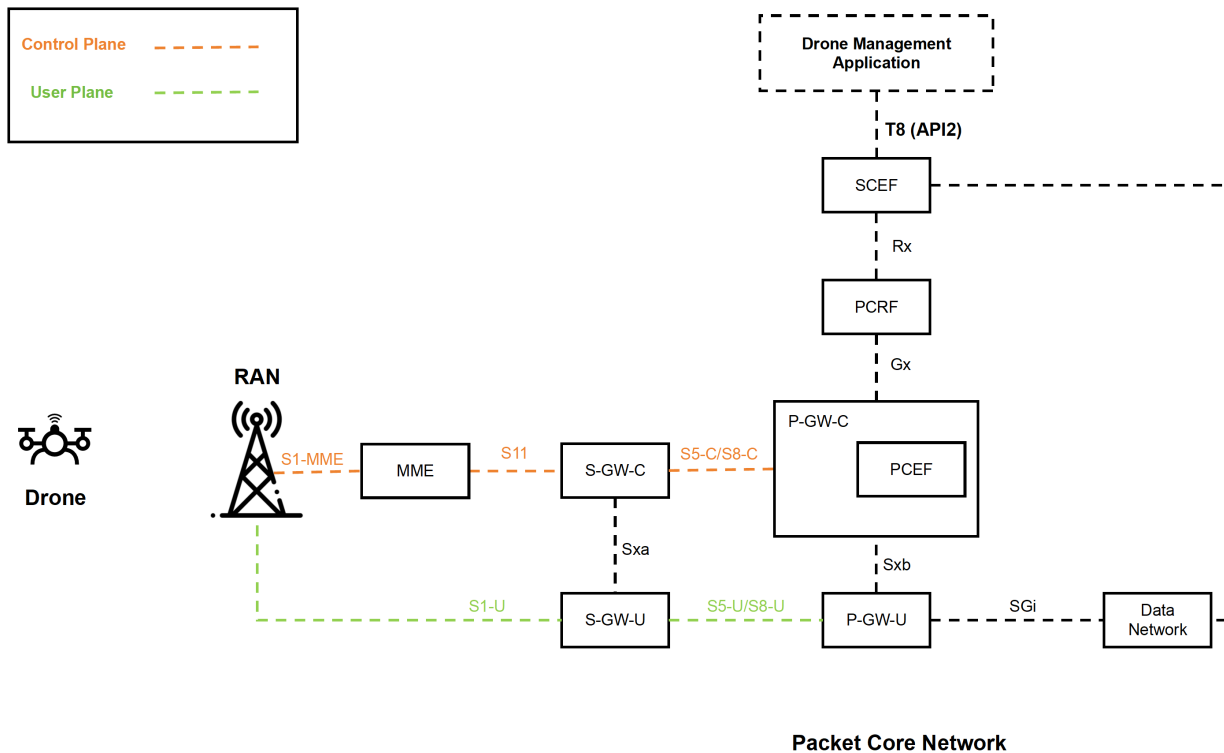 Control Plane
User Plane
Drone Management
Application
T8 (API2)
SCEF
Rx
PCRF
Gx
RAN
P-GW-C
S1-MME
MME
S11
S-GW-C
S5-C/S8-C
PCEF
Drone
Sxa
Sxb
S1-U
S-GW-U
S5-U/S8-U
P-GW-U
SGi
Data
Network
Packet Core Network